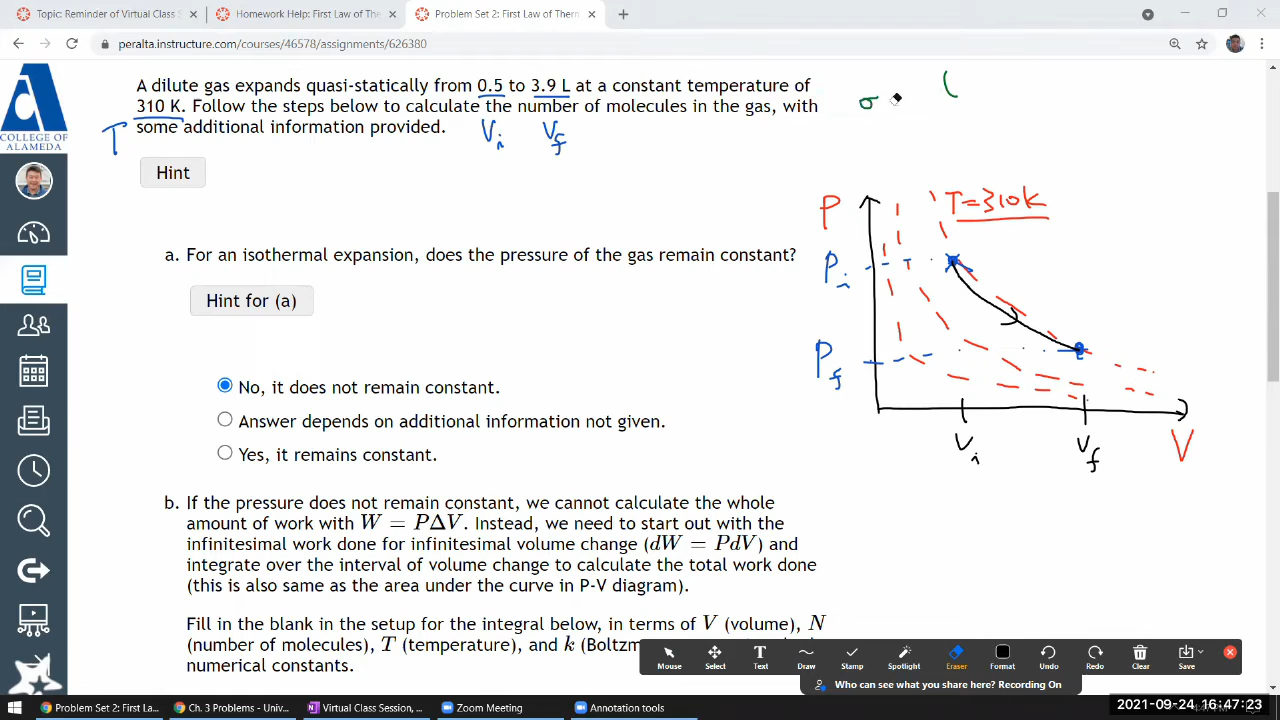 Topic: Reminder of Virtual Class S
Homework Help: First Law of The
Problem Set 2: First Law of Ther
peralta.instructure.com/courses/46578/assignments/626380
COLLEGE OF
ALAMEDA
A dilute gas expands quasi-statically from 0.5 to 3.9 L at a constant temperature of
310 K. Follow the steps below to calculate the number of molecules in the gas, with
some additional information provided.
T
Vi
Vf
σ
(
Hint
P
T=310K
Pi
Pf
Vi
Vf
V
a. For an isothermal expansion, does the pressure of the gas remain constant?
Hint for (a)
No, it does not remain constant.
Answer depends on additional information not given.
Yes, it remains constant.
b. If the pressure does not remain constant, we cannot calculate the whole
amount of work with W = PΔV. Instead, we need to start out with the
infinitesimal work done for infinitesimal volume change (dW = PdV) and
integrate over the interval of volume change to calculate the total work done
(this is also same as the area under the curve in P-V diagram).
Fill in the blank in the setup for the integral below, in terms of V (volume), N
(number of molecules), T (temperature), and k (Boltzm
numerical constants.
Mouse
Select
Text
Draw
Stamp
Spotlight
Eraser
Format
Undo
Redo
Clear
Save
Who can see what you share here? Recording On
Problem Set 2: First La...
Ch. 3 Problems - Univ...
Virtual Class Session, ...
Zoom Meeting
Annotation tools
2021-09-24 16:47:23